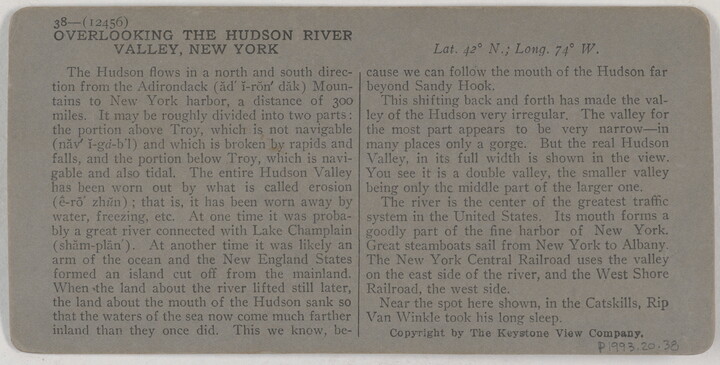 38—(12456)
OVERLOOKING THE HUDSON RIVER
VALLEY, NEW YORK
Lat. 42° N.; Long. 74° W.
The Hudson flows in a north and south direc-
tion from the Adirondack (ăd´ ĭ-rŏn´ dăk) Moun-
tains to New York harbor, a distance of 300
miles. It may be roughly divided into two parts:
the portion above Troy, which is not navigable
(năv´ ĭ-gȧ-b'l) and which is broken by rapids and
falls, and the portion below Troy, which is navi-
gable and also tidal. The entire Hudson Valley
has been worn out by what is called erosion
(ê-rō´ zhŭn); that is, it has been worn away by
water, freezing, etc. At one time it was proba-
bly a great river connected with Lake Champlain
(shăm-plān´). At another time it was likely an
arm of the ocean and the New England States
formed an island cut off from the mainland.
When the land about the river lifted still later,
the land about the mouth of the Hudson sank so
that the waters of the sea now come much farther
inland than they once did. This we know, be-
cause we can follow the mouth of the Hudson far
beyond Sandy Hook.
This shifting back and forth has made the val-
ley of the Hudson very irregular. The valley for
the most part appears to be very narrow—in
many places only a gorge. But the real Hudson
Valley, in its full width is shown in the view.
You see it is a double valley, the smaller valley
being only the middle part of the larger one.
The river is the center of the greatest traffic
system in the United States. Its mouth forms a
goodly part of the fine harbor of New York.
Great steamboats sail from New York to Albany.
The New York Central Railroad uses the valley
on the east side of the river, and the West Shore
Railroad, the west side.
Near the spot here shown, in the Catskills, Rip
Van Winkle took his long sleep.
Copyright by The Keystone View Company.
P1993.20.38